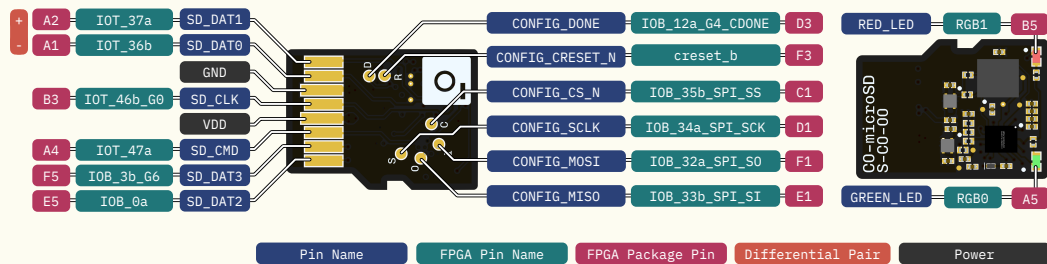 + A2 IOT_37a SD_DAT1
- A1 IOT_36b SD_DAT0
GND
B3 IOT_46b_G0 SD_CLK
VDD
A4 IOT_47a SD_CMD
F5 IOB_3b_G6 SD_DAT3
E5 IOB_0a SD_DAT2
D
R
C
S
O
CONFIG_DONE IOB_12a_G4_CDONE D3
CONFIG_CRESET_N creset_b F3
CONFIG_CS_N IOB_35b_SPI_SS C1
CONFIG_SCLK IOB_34a_SPI_SCK D1
CONFIG_MOSI IOB_32a_SPI_SO F1
CONFIG_MISO IOB_33b_SPI_SI E1
RED_LED RGB1 B5
C0-microSD
S-CO-00
GREEN_LED RGB0 A5
Pin Name FPGA Pin Name FPGA Package Pin Differential Pair Power